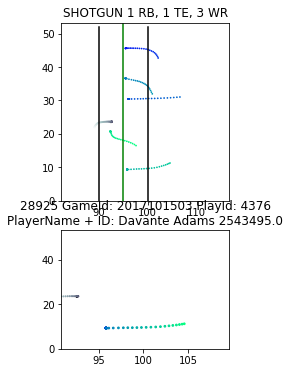 SHOTGUN 1 RB, 1 TE, 3 WR
50
40
30
20
10
0
90 100 110
28925 GameId: 2017101503 PlayId: 4376
PlayerName + ID: Davante Adams 2543495.0
40
20
0
95 100 105